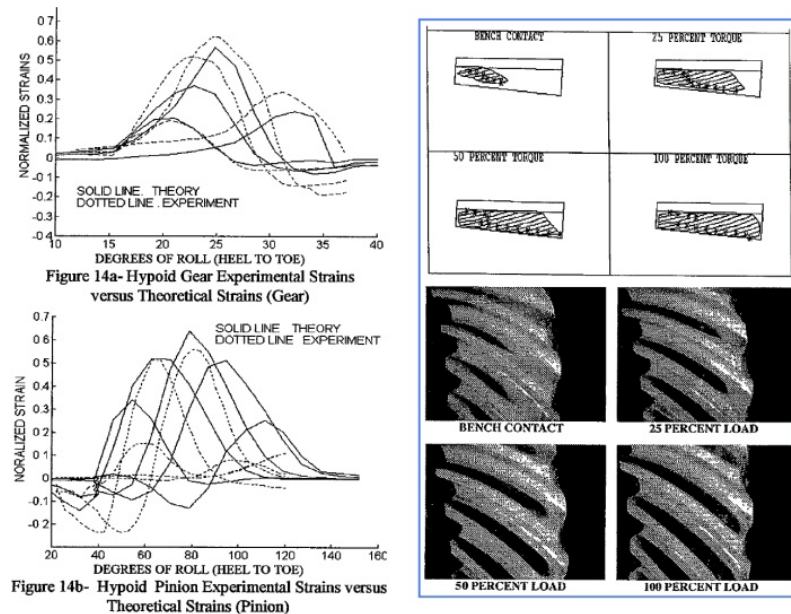 0.7
0.6
0.5
0.4
0.3
0.2
0.1
0
-0.1
-0.2
-0.3
-0 4
NORMALIZED STRAINS
SOLID LINE. THEORY
DOTTED LINE . EXPERIMENT
10 15 20 25 30 35 40
DEGREES OF ROLL (HEEL TO TOE)
Figure 14a- Hypoid Gear Experimental Strains
versus Theoretical Strains (Gear)
0.7
0.6
0.5
0.4
0.3
0.2
0.1
0
-0.1
-0.2
NORALIZED STRAIN
SOLID LINE THEORY
DOTTED LINE EXPERIMENT
20 40 60 80 100 120 140 160
DEGREES OF ROLL (HEEL TO TOE)
Figure 14b- Hypoid Pinion Experimental Strains versus
Theoretical Strains (Pinion)
BENCH CONTACT
25 PERCENT TORQUE
50 PERCENT TORQUE
100 PERCENT TORQUE
BENCH CONTACT
25 PERCENT LOAD
50 PERCENT LOAD
100 PERCENT LOAD